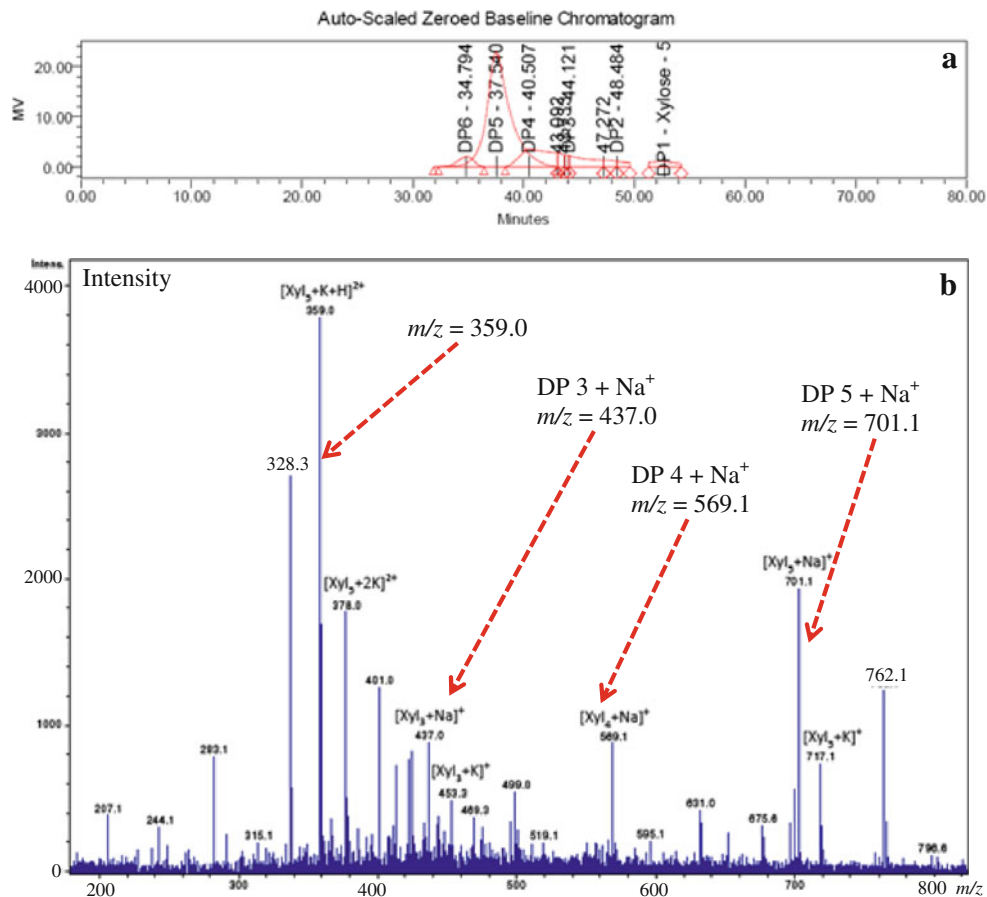 Auto-Scaled Zeroed Baseline Chromatogram
a
MV
20.00
10.00
0.00
DP6 - 34.794
DP5 - 37.540
DP4 - 40.507
43.092
DP3 - 44.121
47.272
DP2 - 48.484
DP1 - Xylose - 5
0.00 10.00 20.00 30.00 40.00 50.00 60.00 70.00 80.00
Minutes
Intens.
Intensity
b
4000
3000
2000
1000
0
[Xyl5+K+H]2+
359.0
m/z = 359.0
DP 3 + Na+
m/z = 437.0
DP 4 + Na+
m/z = 569.1
DP 5 + Na+
m/z = 701.1
328.3
[Xyl5+2K]2+
378.0
[Xyl5+Na]+
701.1
401.0
762.1
[Xyl3+Na]+
437.0
[Xyl4+Na]+
569.1
[Xyl5+K]+
717.1
283.1
[Xyl3+K]+
453.3
469.3
499.0
207.1
244.1
315.1
519.1
595.1
631.0
675.6
796.6
200 300 400 500 600 700 800 m/z